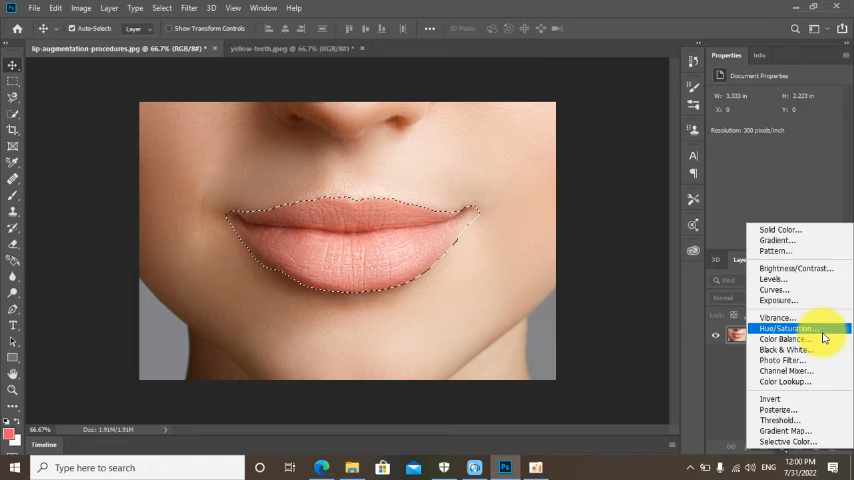 Ps File Edit Image Layer Type Select Filter 3D View Window Help
Auto-Select: Layer Show Transform Controls 3D Mode:
lip-augmentation-procedures.jpg @ 66.7% (RGB/8#) * × yellow-teeth.jpeg @ 66.7% (RGB/8#) * ×
Properties Info
Document Properties
W: 3.333 in H: 2.223 in
X: 0 Y: 0
Resolution: 300 pixels/inch
Solid Color...
Gradient...
Pattern...
3D
Brightness/Contrast...
Levels...
Curves...
Normal
Exposure...
Vibrance...
Hue/Saturation...
Color Balance...
Black & White...
Photo Filter...
Channel Mixer...
Color Lookup...
Invert
Posterize...
Threshold...
Gradient Map...
Selective Color...
66.67% Doc: 1.91M/1.91M
Timeline
Type here to search
Ps
ENG
12:00 PM
7/31/2022